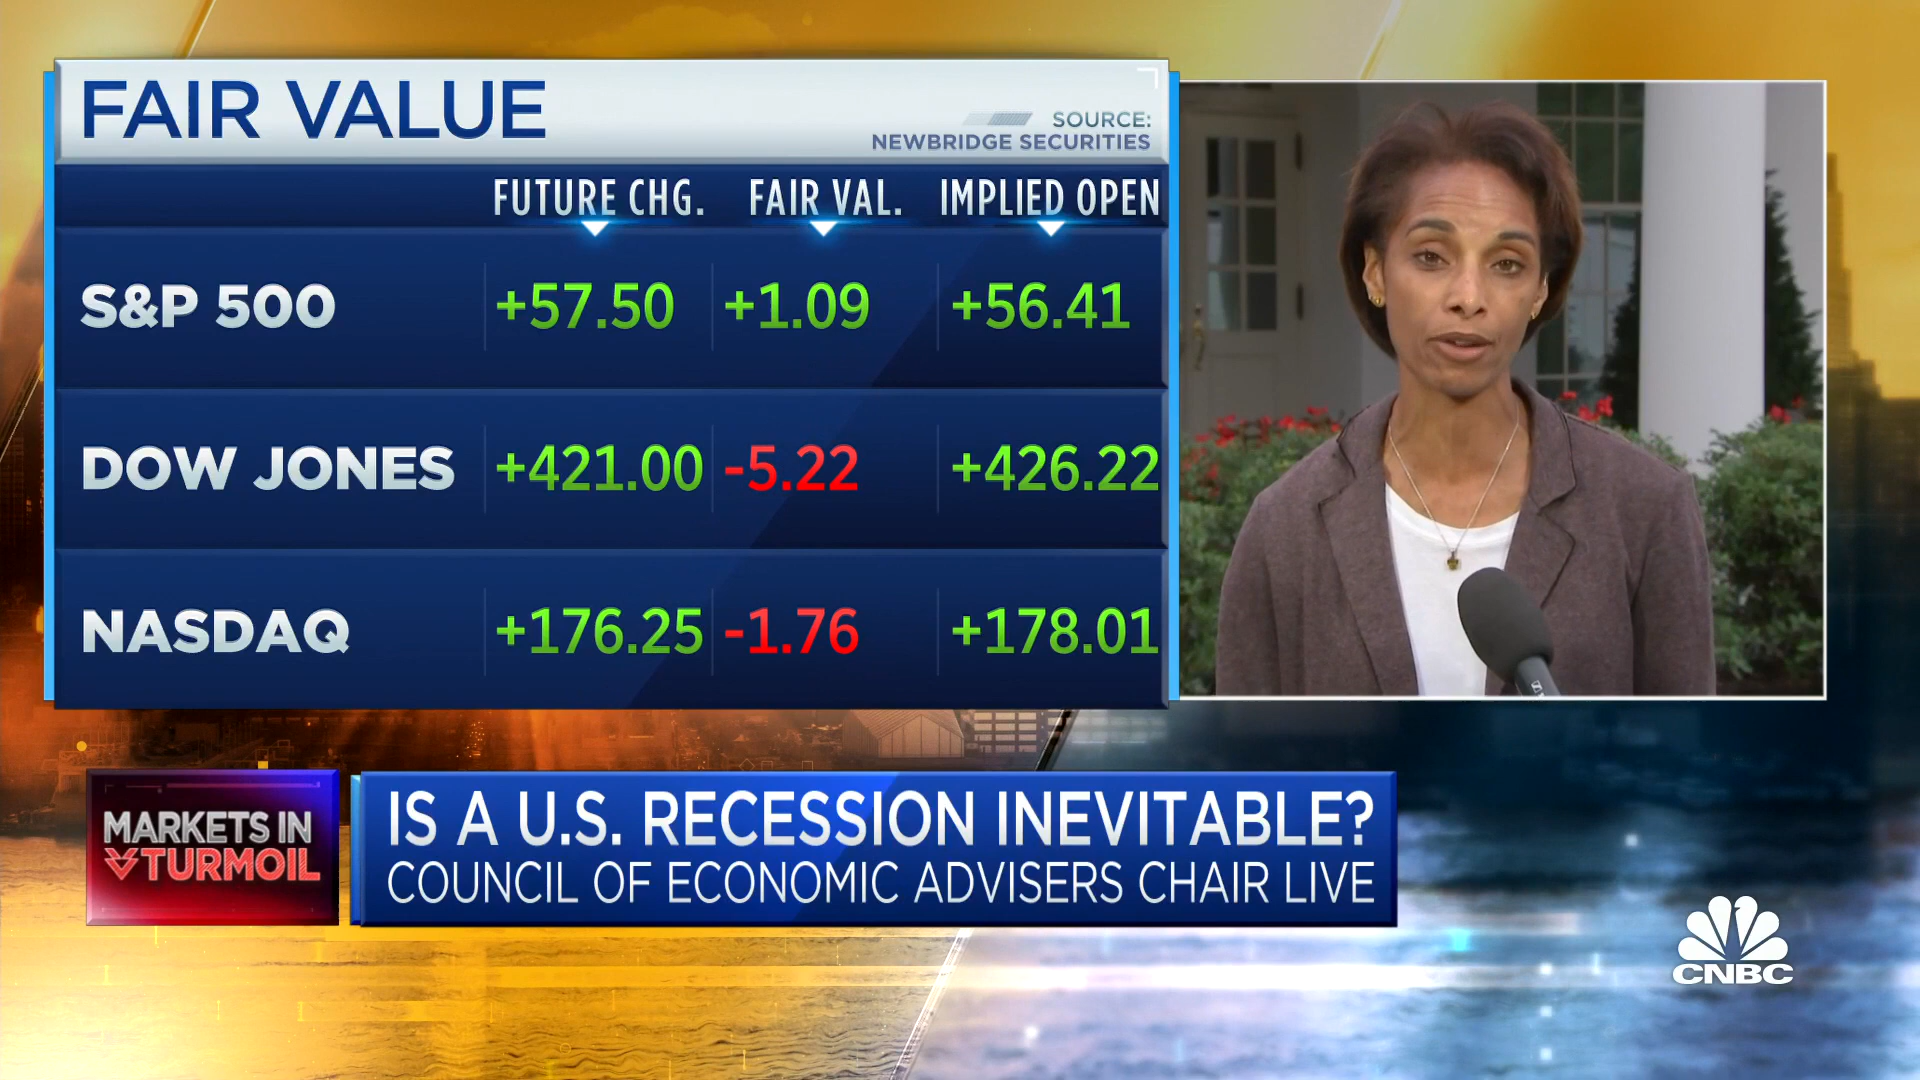 FAIR VALUE
SOURCE:
NEWBRIDGE SECURITIES
FUTURE CHG. FAIR VAL. IMPLIED OPEN
S&P 500 +57.50 +1.09 +56.41
DOW JONES +421.00 -5.22 +426.22
NASDAQ +176.25 -1.76 +178.01
MARKETS IN
TURMOIL
IS A U.S. RECESSION INEVITABLE?
COUNCIL OF ECONOMIC ADVISERS CHAIR LIVE
CNBC